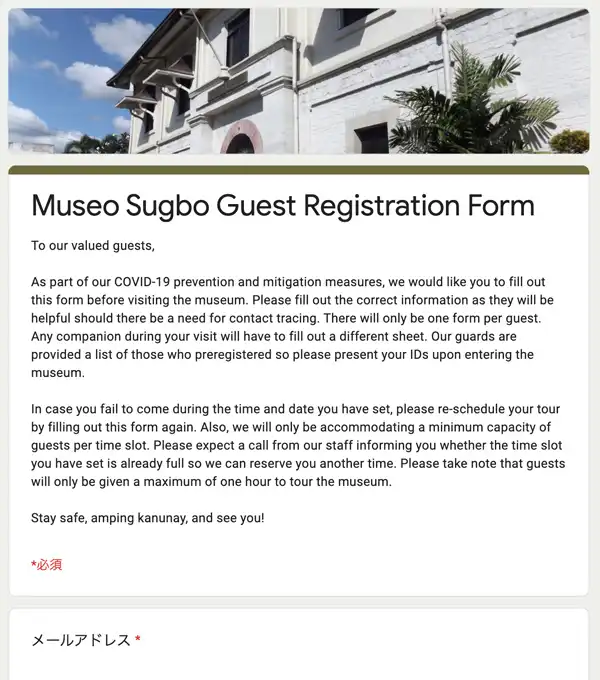 Museo Sugbo Guest Registration Form
To our valued guests,
As part of our COVID-19 prevention and mitigation measures, we would like you to fill out
this form before visiting the museum. Please fill out the correct information as they will be
helpful should there be a need for contact tracing. There will only be one form per guest.
Any companion during your visit will have to fill out a different sheet. Our guards are
provided a list of those who preregistered so please present your IDs upon entering the
museum.
In case you fail to come during the time and date you have set, please re-schedule your tour
by filling out this form again. Also, we will only be accommodating a minimum capacity of
guests per time slot. Please expect a call from our staff informing you whether the time slot
you have set is already full so we can reserve you another time. Please take note that guests
will only be given a maximum of one hour to tour the museum.
Stay safe, amping kanunay, and see you!
*必須
メールアドレス *